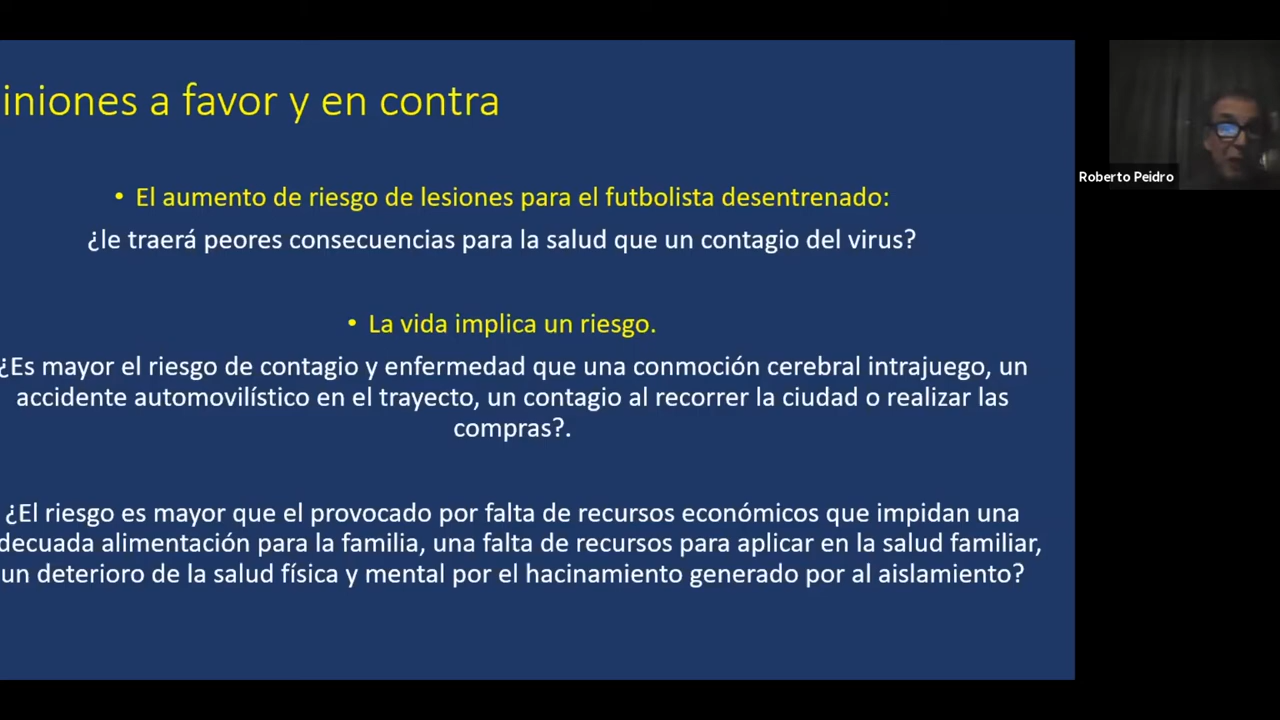 iniones a favor y en contra
• El aumento de riesgo de lesiones para el futbolista desentrenado:
¿le traerá peores consecuencias para la salud que un contagio del virus?
• La vida implica un riesgo.
¿Es mayor el riesgo de contagio y enfermedad que una conmoción cerebral intrajuego, un
accidente automovilístico en el trayecto, un contagio al recorrer la ciudad o realizar las
compras?.
¿El riesgo es mayor que el provocado por falta de recursos económicos que impidan una
decuada alimentación para la familia, una falta de recursos para aplicar en la salud familiar,
un deterioro de la salud física y mental por el hacinamiento generado por al aislamiento?
Roberto Peidro